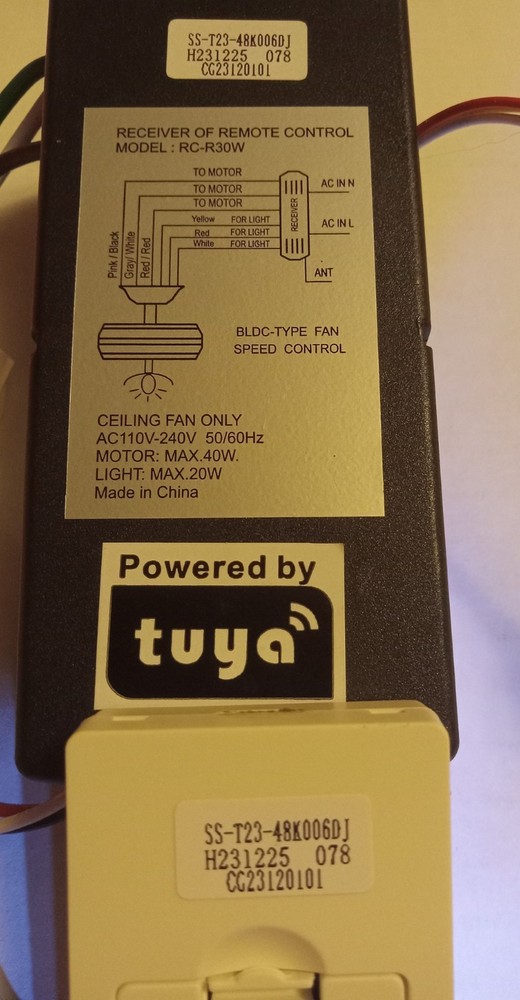 SS-T23-48K006DJ
H231225 078
CG23120101
RECEIVER OF REMOTE CONTROL
MODEL : RC-R30W
TO MOTOR
TO MOTOR
TO MOTOR
Yellow FOR LIGHT
Red FOR LIGHT
White FOR LIGHT
Pink / Black
Gray/ White
Red / Red
RECEIVER
AC IN N
AC IN L
ANT
BLDC-TYPE FAN
SPEED CONTROL
CEILING FAN ONLY
AC110V-240V 50/60Hz
MOTOR: MAX.40W.
LIGHT: MAX.20W
Made in China
Powered by
tuya
SS-T23-48K006DJ
H231225 078
CG23120101